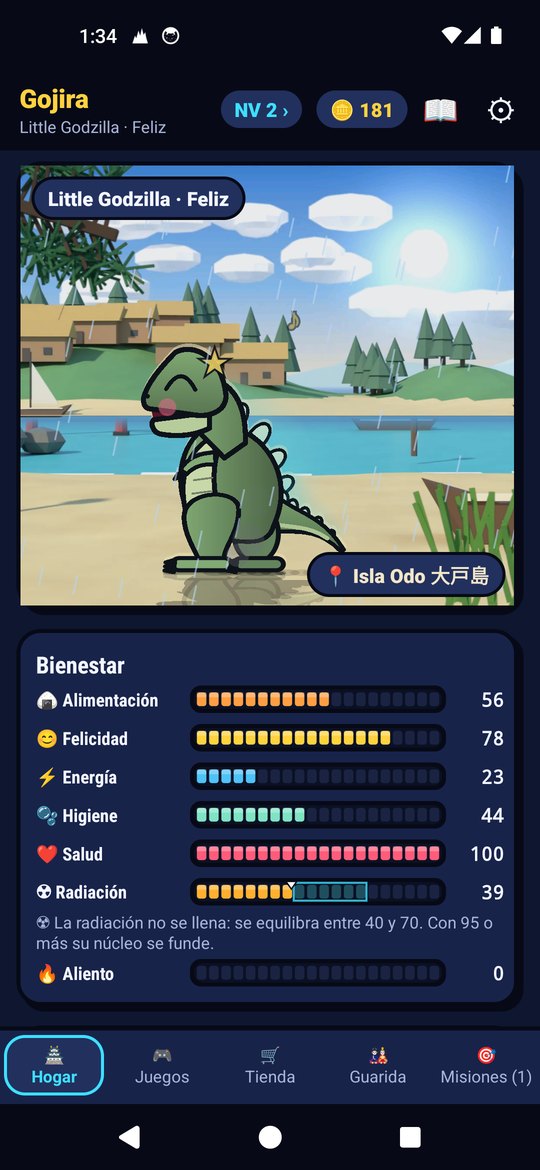 1:34
Gojira
Little Godzilla · Feliz
NV 2 ›
181
Little Godzilla · Feliz
Isla Odo 大戸島
Bienestar
Alimentación 56
Felicidad 78
Energía 23
Higiene 44
Salud 100
Radiación 39
☢ La radiación no se llena: se equilibra entre 40 y 70. Con 95 o
más su núcleo se funde.
Aliento 0
Hogar
Juegos
Tienda
Guarida
Misiones (1)